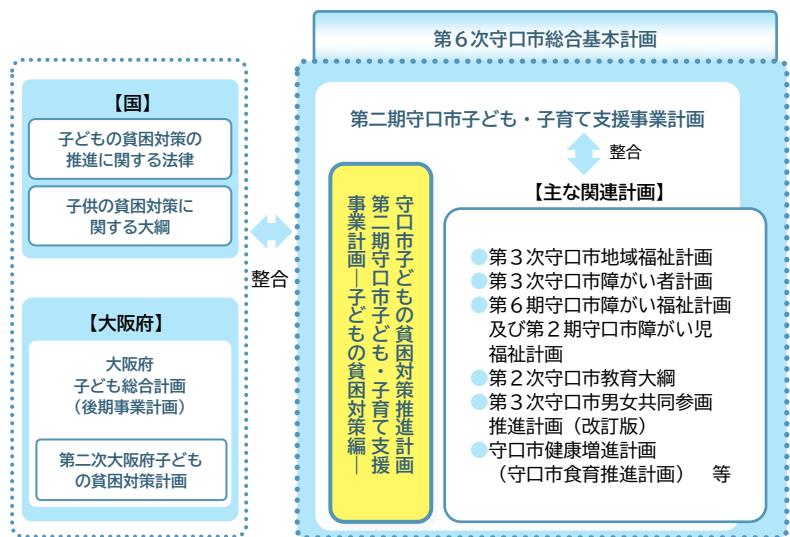 第６次守口市総合基本計画
【国】
子どもの貧困対策の
推進に関する法律
子供の貧困対策に
関する大綱
【大阪府】
大阪府
子ども総合計画
（後期事業計画）
第二次大阪府子ども
の貧困対策計画
整合
第二期守口市子ども・子育て支援事業計画
整合
守口市子どもの貧困対策推進計画
第二期守口市子ども・子育て支援
事業計画―子どもの貧困対策編―
【主な関連計画】
●第３次守口市地域福祉計画
●第３次守口市障がい者計画
●第６期守口市障がい福祉計画
及び第２期守口市障がい児
福祉計画
●第２次守口市教育大綱
●第３次守口市男女共同参画
推進計画（改訂版）
●守口市健康増進計画
（守口市食育推進計画）　等